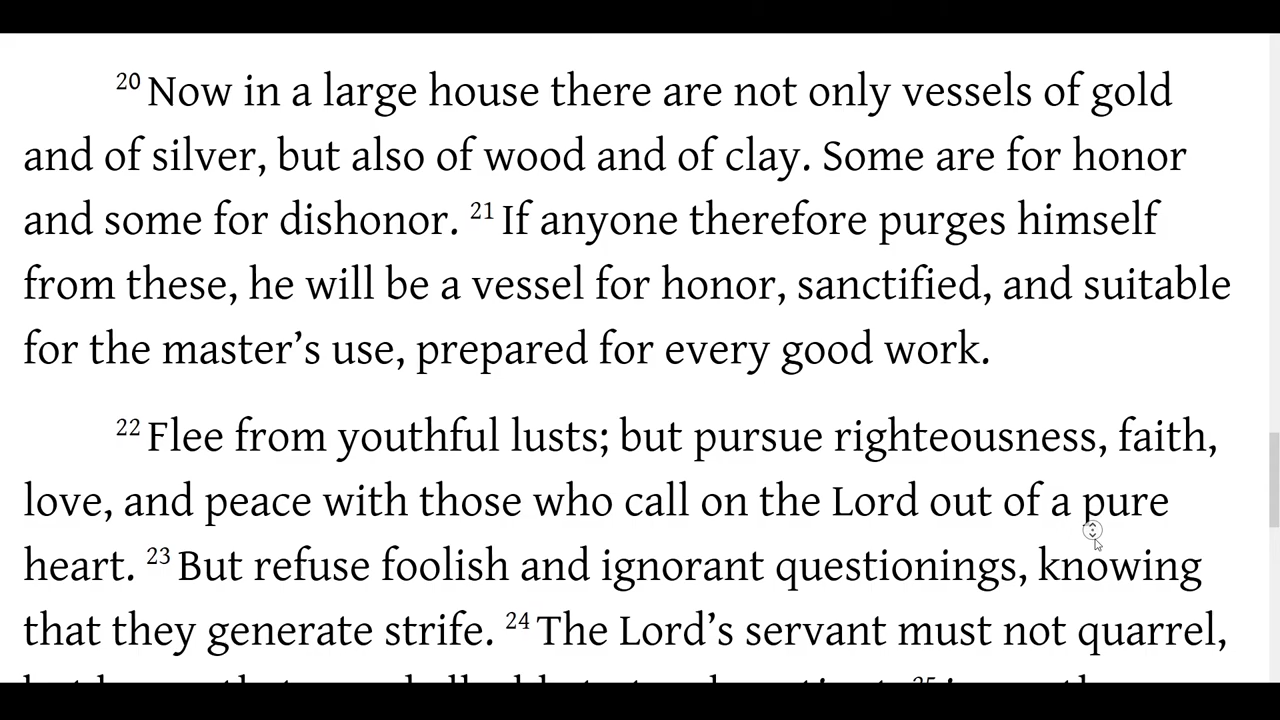 20 Now in a large house there are not only vessels of gold
and of silver, but also of wood and of clay. Some are for honor
and some for dishonor. 21 If anyone therefore purges himself
from these, he will be a vessel for honor, sanctified, and suitable
for the master’s use, prepared for every good work.
22 Flee from youthful lusts; but pursue righteousness, faith,
love, and peace with those who call on the Lord out of a pure
heart. 23 But refuse foolish and ignorant questionings, knowing
that they generate strife. 24 The Lord’s servant must not quarrel,